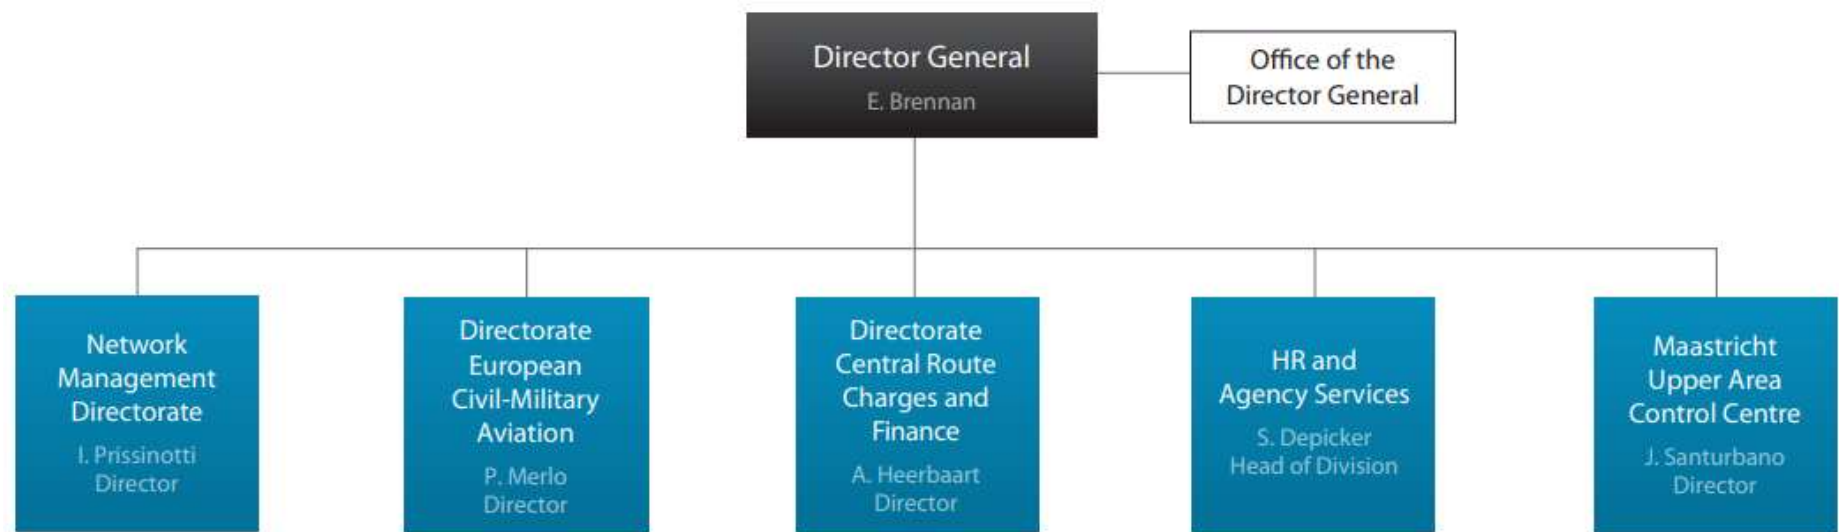 Director General
E. Brennan
Office of the
Director General
Network
Management
Directorate
I. Prissinotti
Director
Directorate
European
Civil-Military
Aviation
P. Merlo
Director
Directorate
Central Route
Charges and
Finance
A. Heerbaart
Director
HR and
Agency Services
S. Depicker
Head of Division
Maastricht
Upper Area
Control Centre
J. Santurbano
Director